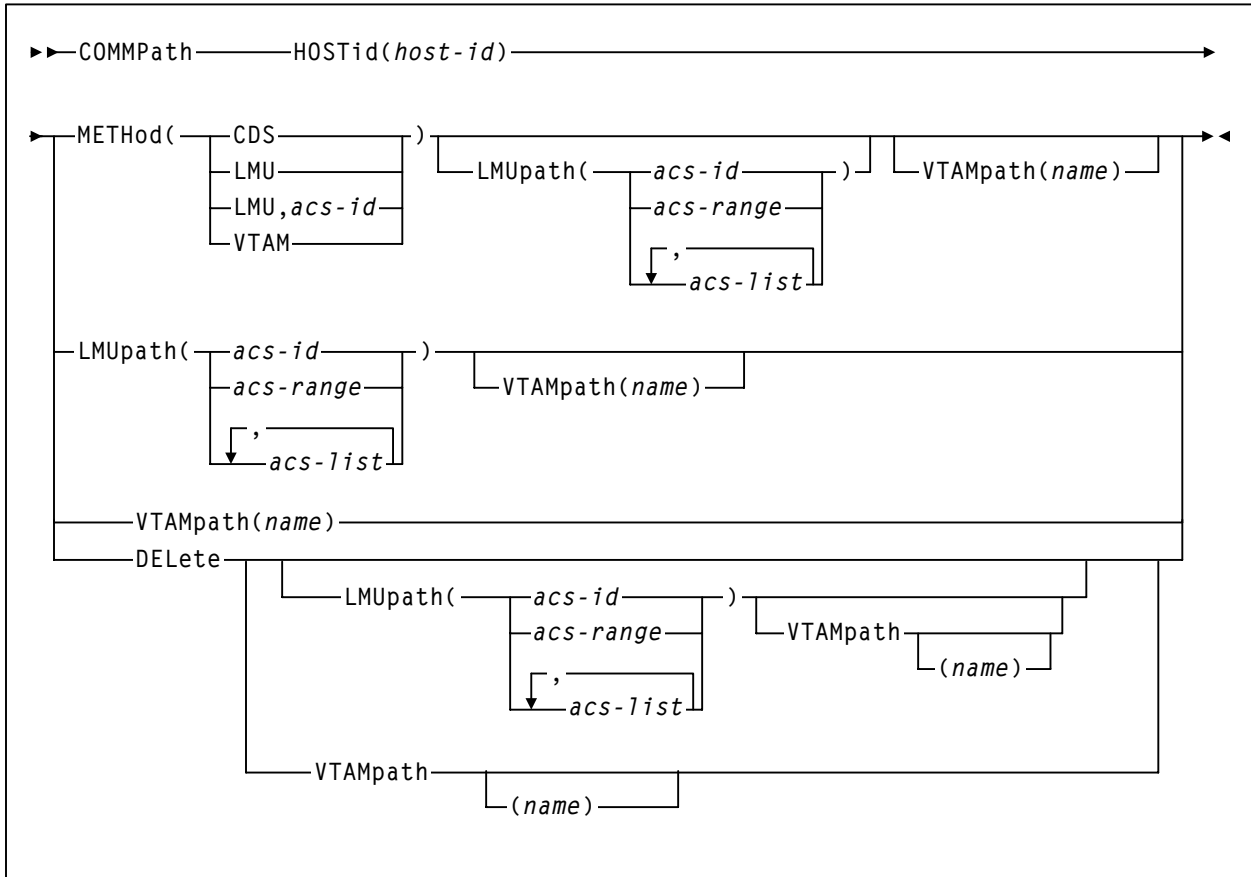 COMMPath HOSTid(host-id)
METHod( CDS )
LMU LMUpath( acs-id ) VTAMpath(name)
LMU,acs-id acs-range
VTAM ,
acs-list
LMUpath( acs-id )
acs-range VTAMpath(name)
,
acs-list
VTAMpath(name)
DELete
LMUpath( acs-id )
acs-range VTAMpath
, (name)
acs-list
VTAMpath
(name)